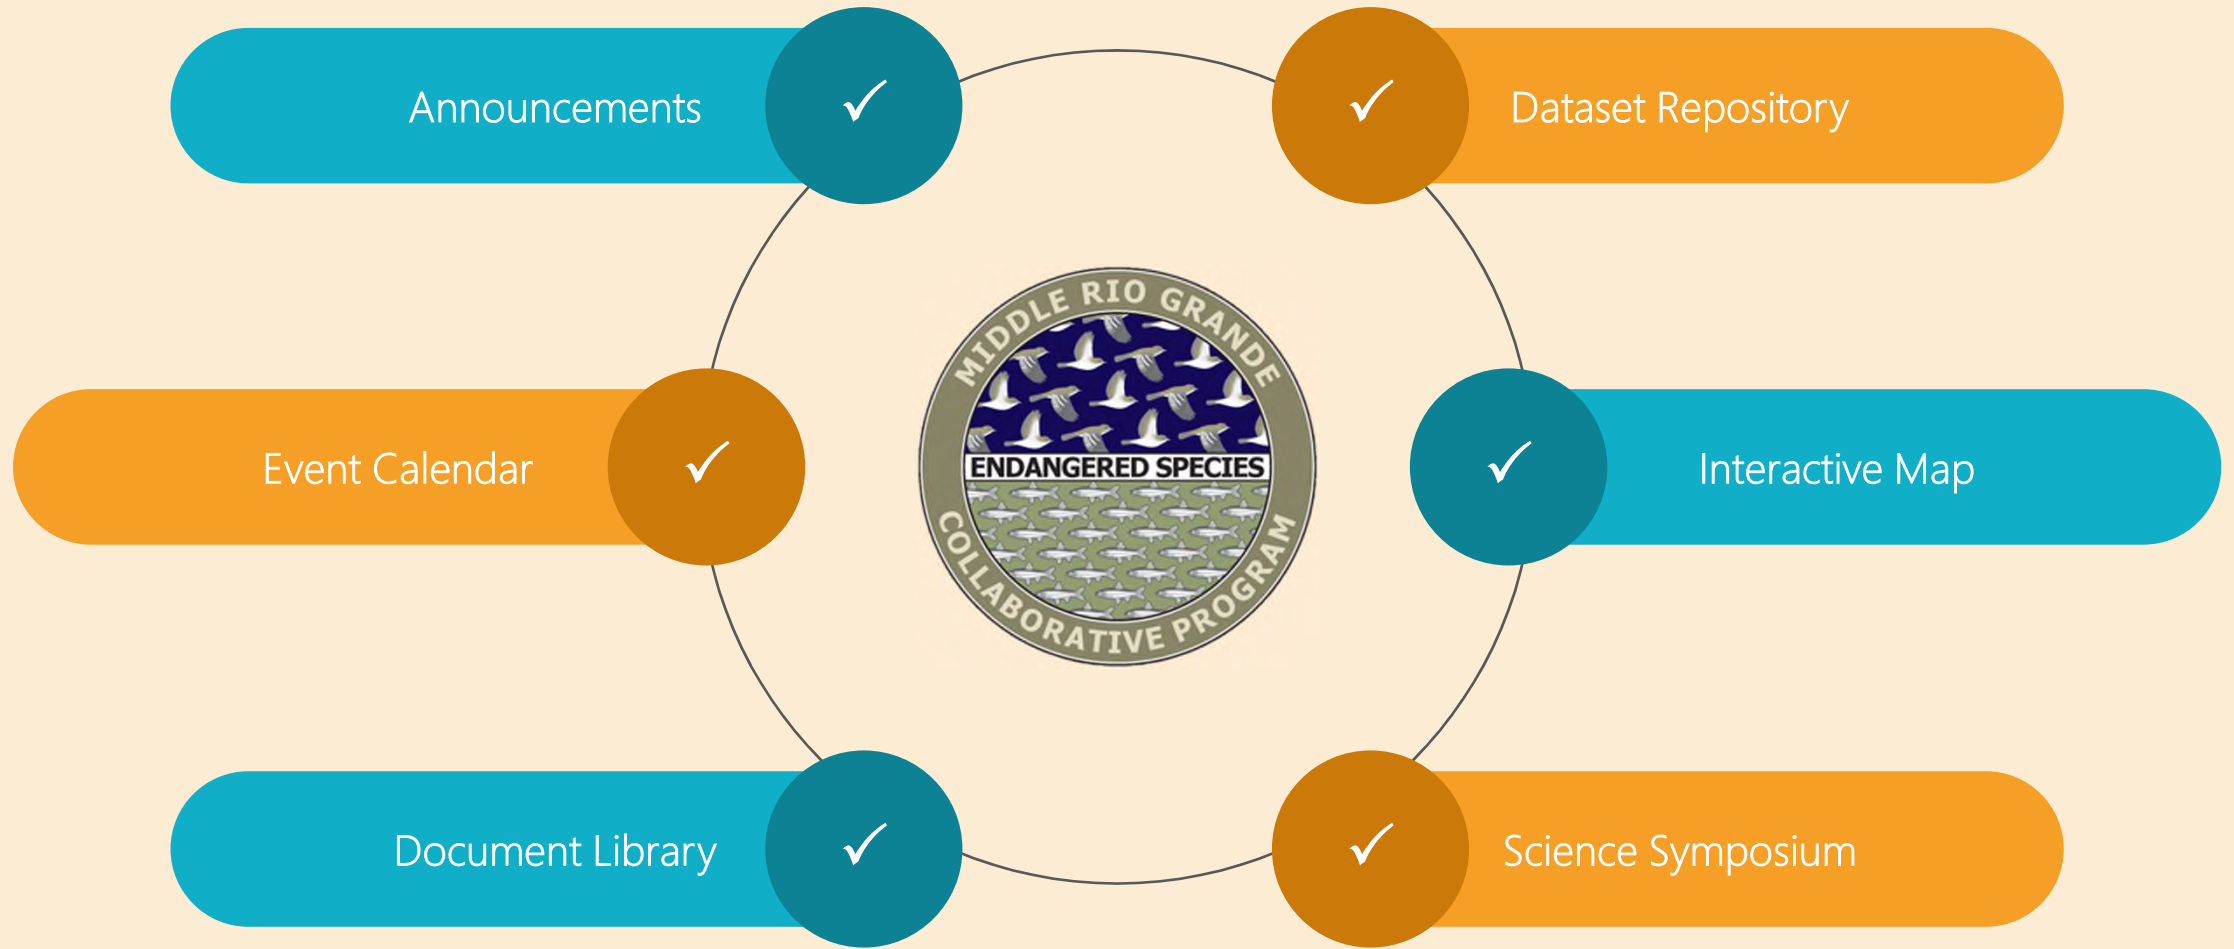 Announcements
Dataset Repository
MIDDLE RIO GRANDE
ENDANGERED SPECIES
COLLABORATIVE PROGRAM
Event Calendar
Interactive Map
Document Library
Science Symposium